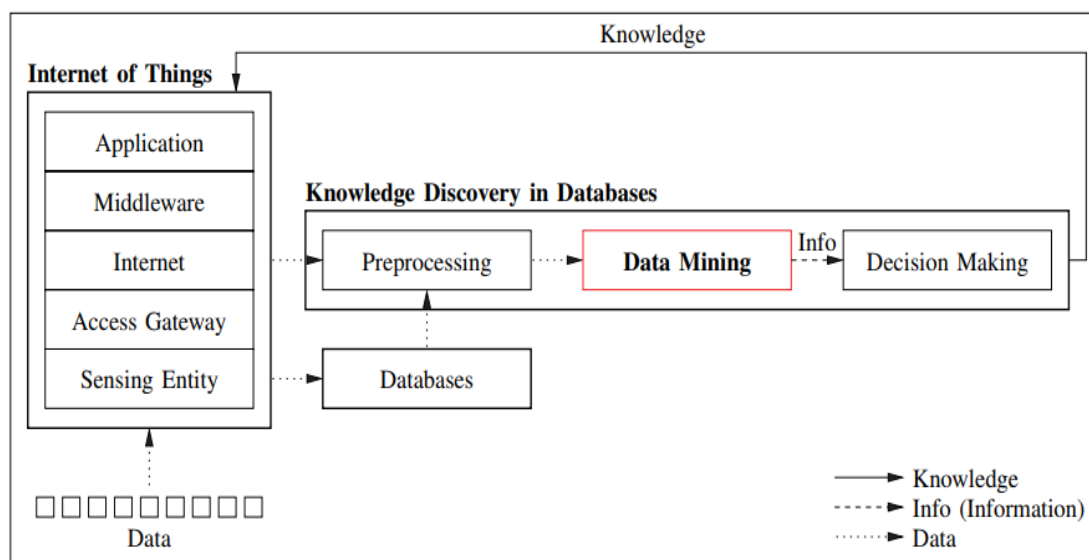 Knowledge
Internet of Things
Application
Middleware
Internet
Access Gateway
Sensing Entity
Knowledge Discovery in Databases
Preprocessing
Data Mining
Info
Decision Making
Databases
Data
Knowledge
Info (Information)
Data